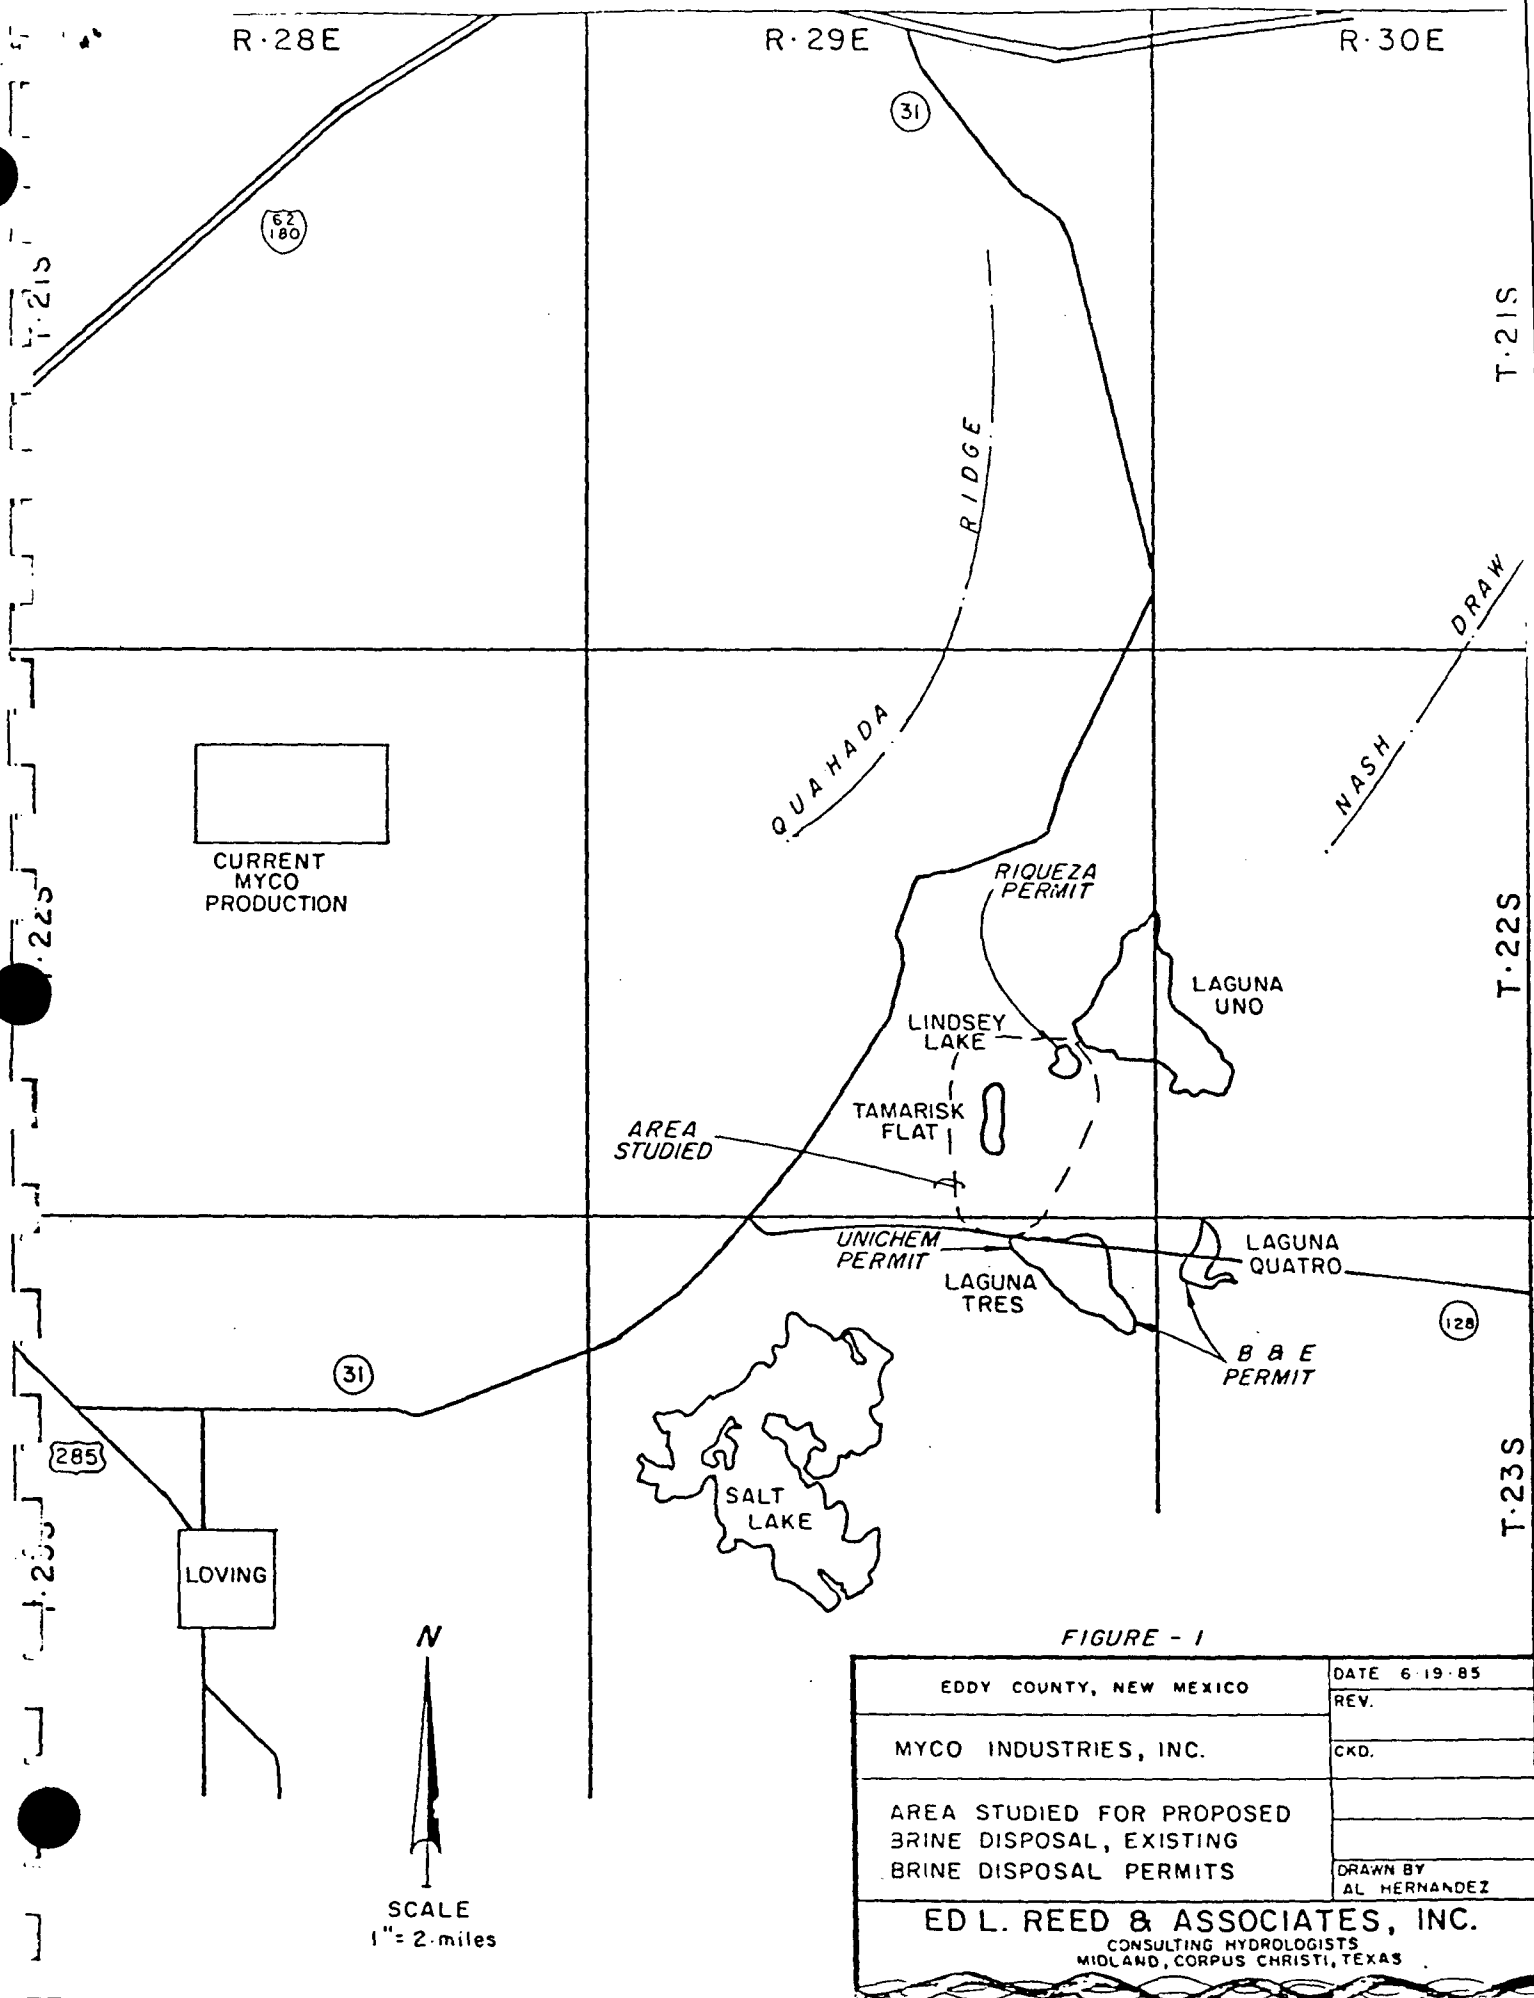 R·28E
R·29E
R·30E
31
62
180
T·21S
T·21S
RIDGE
QUAHADA
NASH DRAW
CURRENT
MYCO
PRODUCTION
RIQUEZA
PERMIT
T·22S
LAGUNA
UNO
LINDSEY
LAKE
TAMARISK
FLAT
AREA
STUDIED
UNICHEM
PERMIT
LAGUNA
TRES
LAGUNA
QUATRO
128
B & E
PERMIT
31
285
SALT
LAKE
T·23S
LOVING
N
SCALE
1"= 2·miles
FIGURE - 1
EDDY COUNTY, NEW MEXICO
DATE 6·19·85
REV.
MYCO INDUSTRIES, INC.
CKD.
AREA STUDIED FOR PROPOSED
BRINE DISPOSAL, EXISTING
BRINE DISPOSAL PERMITS
DRAWN BY
AL HERNANDEZ
ED L. REED & ASSOCIATES, INC.
CONSULTING HYDROLOGISTS
MIDLAND, CORPUS CHRISTI, TEXAS